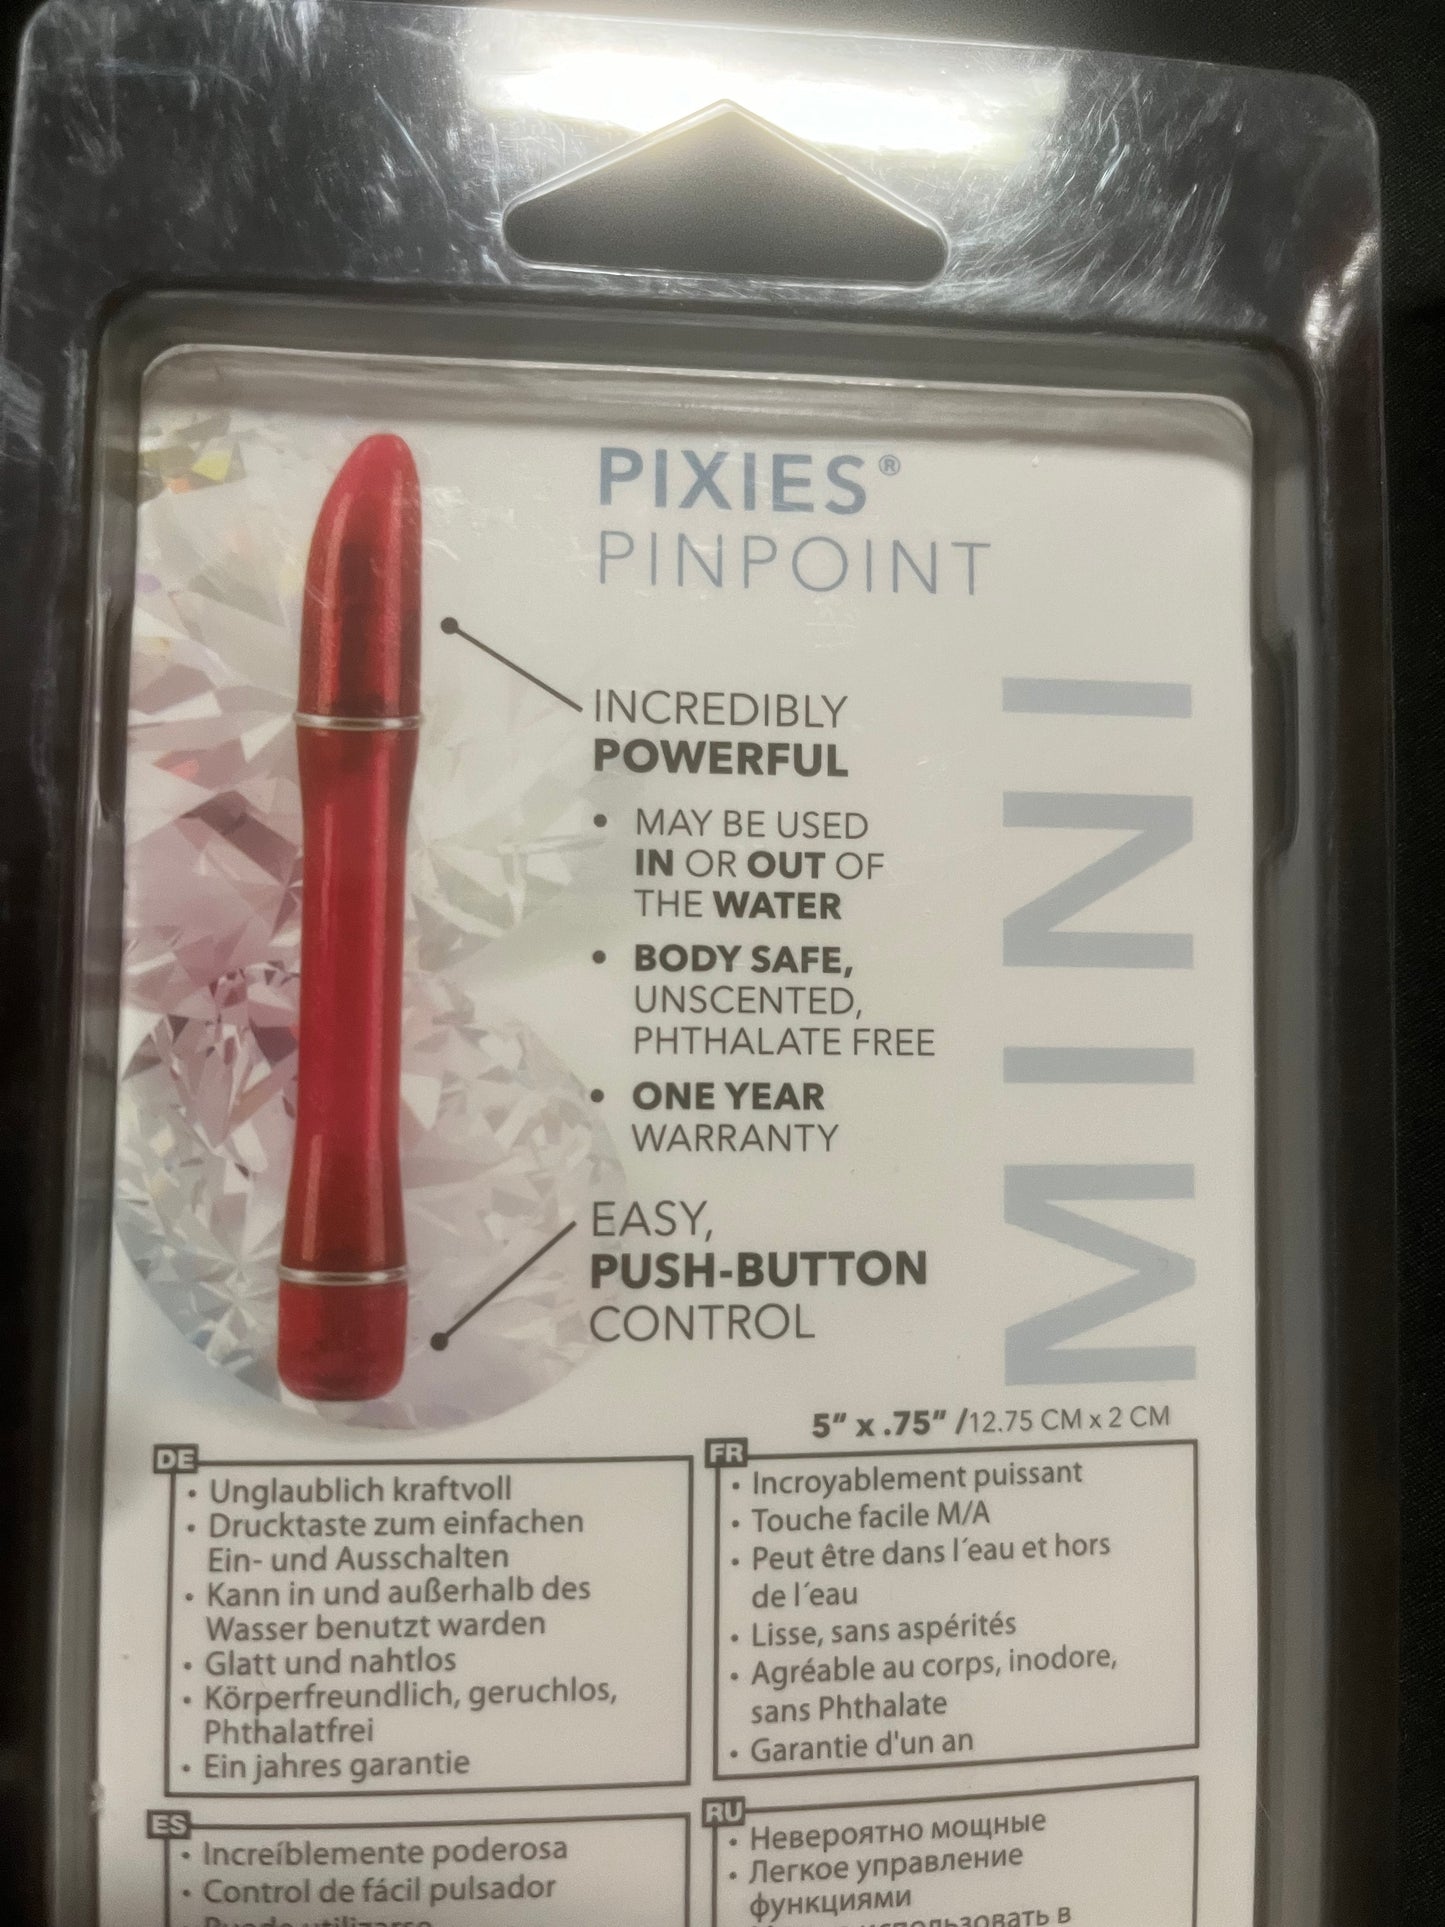 PIXIES®
PINPOINT
INCREDIBLY
POWERFUL
• MAY BE USED
IN OR OUT OF
THE WATER
• BODY SAFE,
UNSCENTED,
PHTHALATE FREE
• ONE YEAR
WARRANTY
EASY,
PUSH-BUTTON
CONTROL
MINI
5” x .75” /12.75 CM x 2 CM
DE
• Unglaublich kraftvoll
• Drucktaste zum einfachen
Ein- und Ausschalten
• Kann in und außerhalb des
Wasser benutzt warden
• Glatt und nahtlos
• Körperfreundlich, geruchlos,
Phthalatfrei
• Ein jahres garantie
FR
• Incroyablement puissant
• Touche facile M/A
• Peut être dans l´eau et hors
de l´eau
• Lisse, sans aspérités
• Agréable au corps, inodore,
sans Phthalate
• Garantie d'un an
ES
• Increíblemente poderosa
• Control de fácil pulsador
RU
• Невероятно мощные
• Легкое управление
функциями